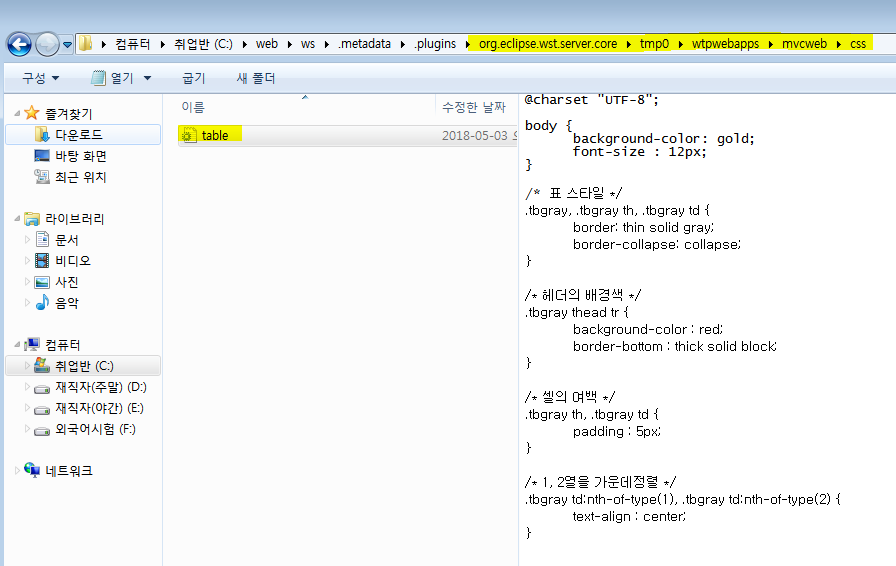 컴퓨터 ▸ 취업반 (C:) ▸ web ▸ ws ▸ .metadata ▸ .plugins ▸ org.eclipse.wst.server.core ▸ tmp0 ▸ wtpwebapps ▸ mvcweb ▸ css
구성 열기 굽기 새 폴더
즐겨찾기
다운로드
바탕 화면
최근 위치
라이브러리
문서
비디오
사진
음악
컴퓨터
취업반 (C:)
재직자(주말) (D:)
재직자(야간) (E:)
외국어시험 (F:)
네트워크
이름 수정한 날짜
table 2018-05-03
@charset "UTF-8";
body {
background-color: gold;
font-size : 12px;
}
/* 표 스타일 */
.tbgray, .tbgray th, .tbgray td {
border: thin solid gray;
border-collapse: collapse;
}
/* 헤더의 배경색 */
.tbgray thead tr {
background-color : red;
border-bottom : thick solid block;
}
/* 셀의 여백 */
.tbgray th, .tbgray td {
padding : 5px;
}
/* 1, 2열을 가운데정렬 */
.tbgray td:nth-of-type(1), .tbgray td:nth-of-type(2) {
text-align : center;
}